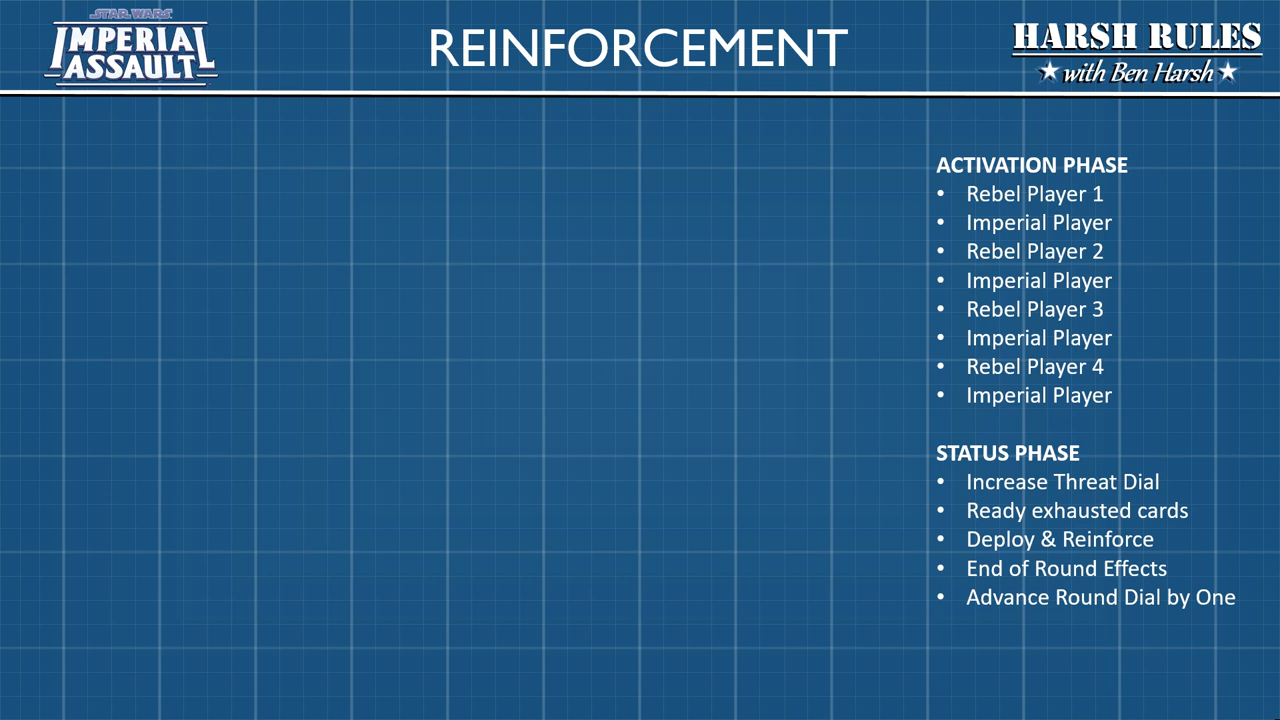 STAR WARS
IMPERIAL
ASSAULT
REINFORCEMENT
HARSH RULES
with Ben Harsh
ACTIVATION PHASE
• Rebel Player 1
• Imperial Player
• Rebel Player 2
• Imperial Player
• Rebel Player 3
• Imperial Player
• Rebel Player 4
• Imperial Player
STATUS PHASE
• Increase Threat Dial
• Ready exhausted cards
• Deploy & Reinforce
• End of Round Effects
• Advance Round Dial by One